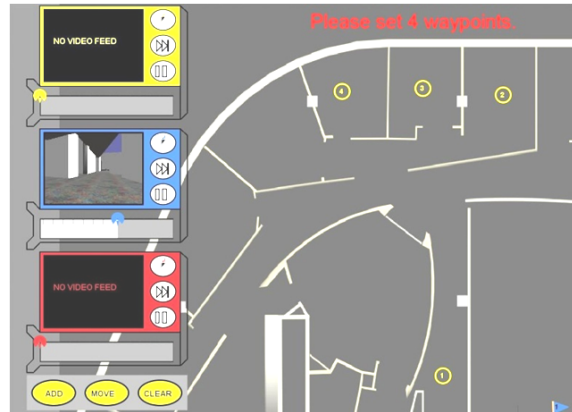 Please set 4 waypoints.
NO VIDEO FEED
4
3
2
NO VIDEO FEED
1
ADD MOVE CLEAR